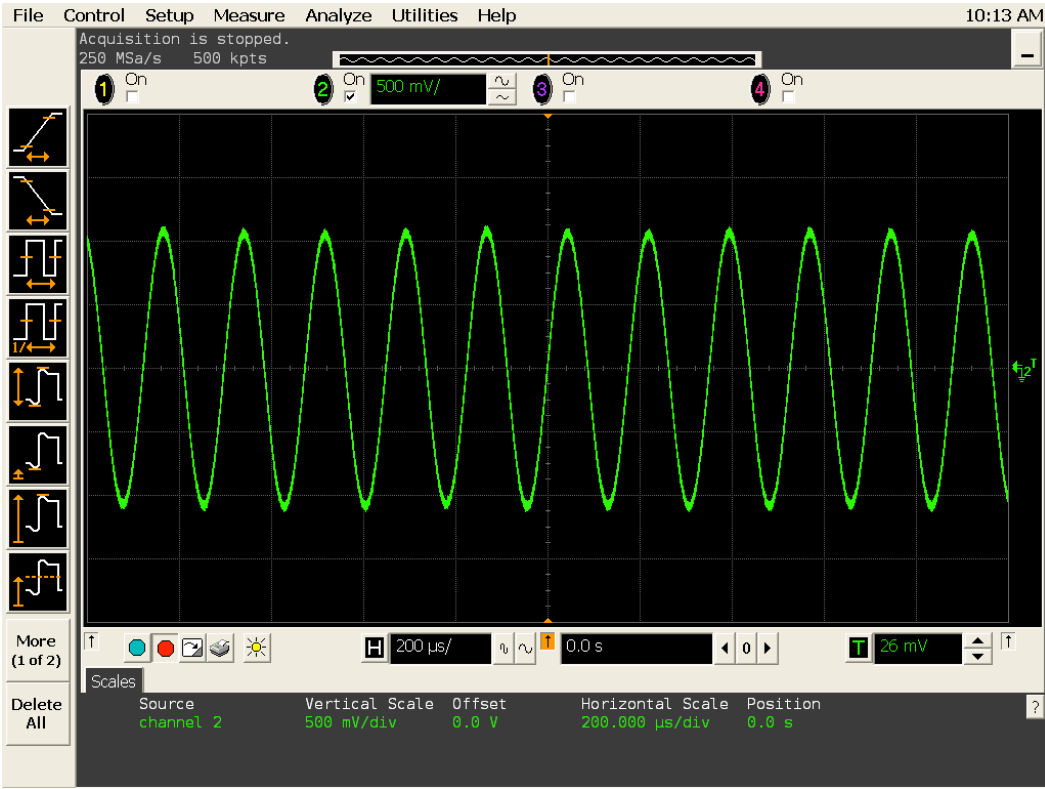 File Control Setup Measure Analyze Utilities Help 10:13 AM
Acquisition is stopped.
250 MSa/s 500 kpts
1 On 2 On 500 mV/ 3 On 4 On
2 T
1/
More
(1 of 2)
Delete
All
H 200 µs/ 0.0 s 0 T 26 mV
Scales
Source Vertical Scale Offset Horizontal Scale Position ?
channel 2 500 mV/div 0.0 V 200.000 µs/div 0.0 s